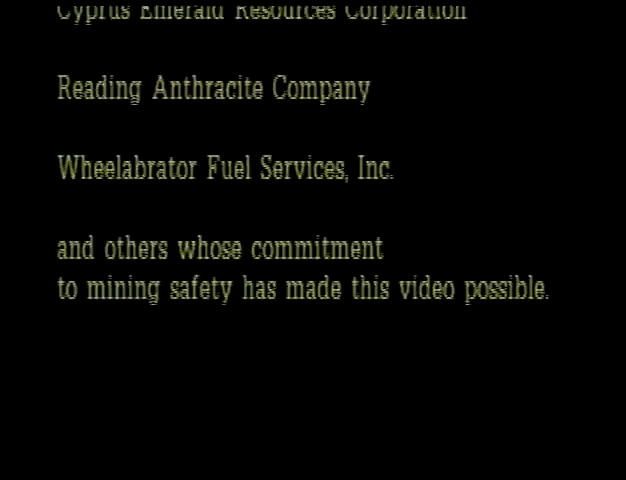 Cyprus Emerald Resources Corporation
Reading Anthracite Company
Wheelabrator Fuel Services, Inc.
and others whose commitment
to mining safety has made this video possible.